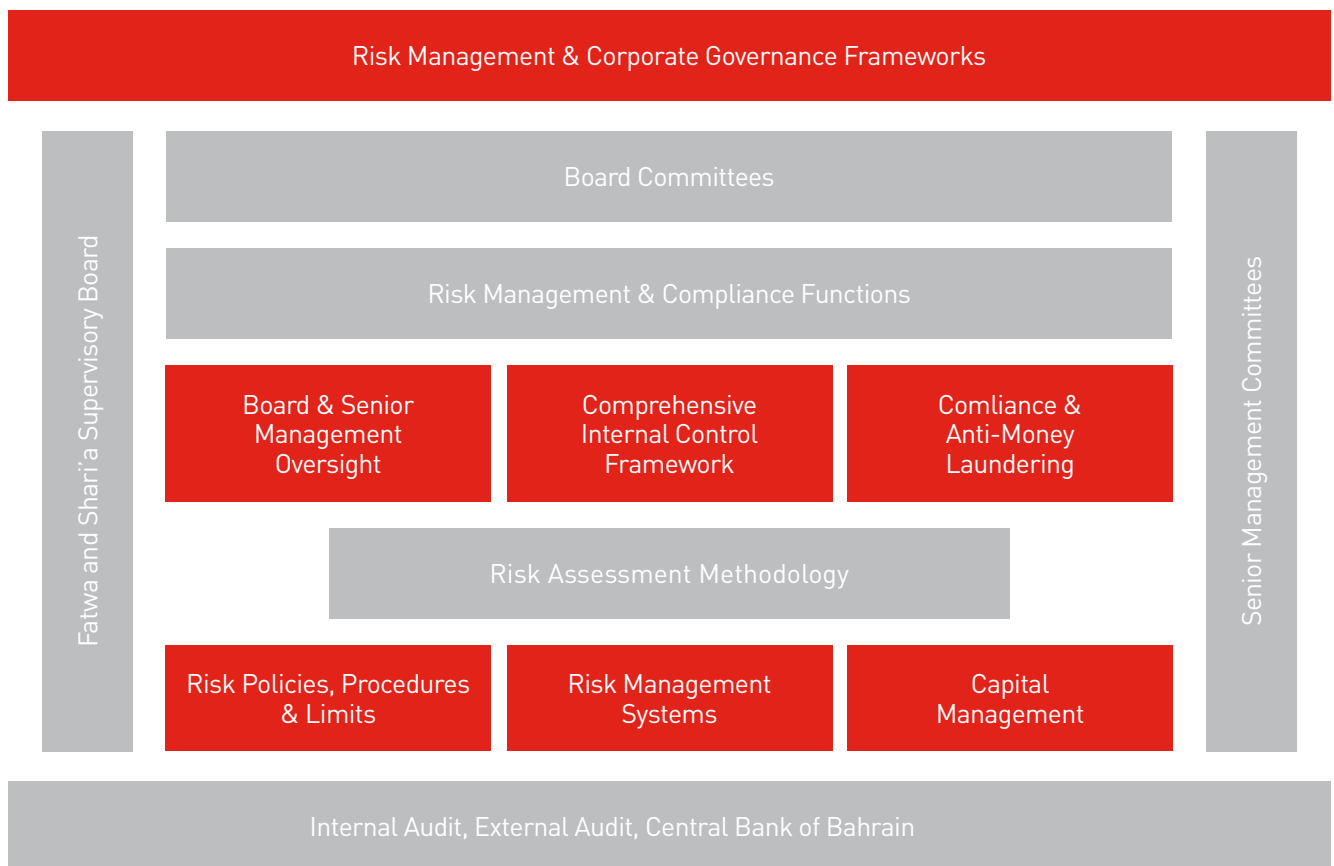 Risk Management & Corporate Governance Frameworks
Fatwa and Shari'a Supervisory Board
Board Committees
Risk Management & Compliance Functions
Board & Senior
Management
Oversight
Comprehensive
Internal Control
Framework
Comliance &
Anti-Money
Laundering
Risk Assessment Methodology
Risk Policies, Procedures
& Limits
Risk Management
Systems
Capital
Management
Senior Management Committees
Internal Audit, External Audit, Central Bank of Bahrain